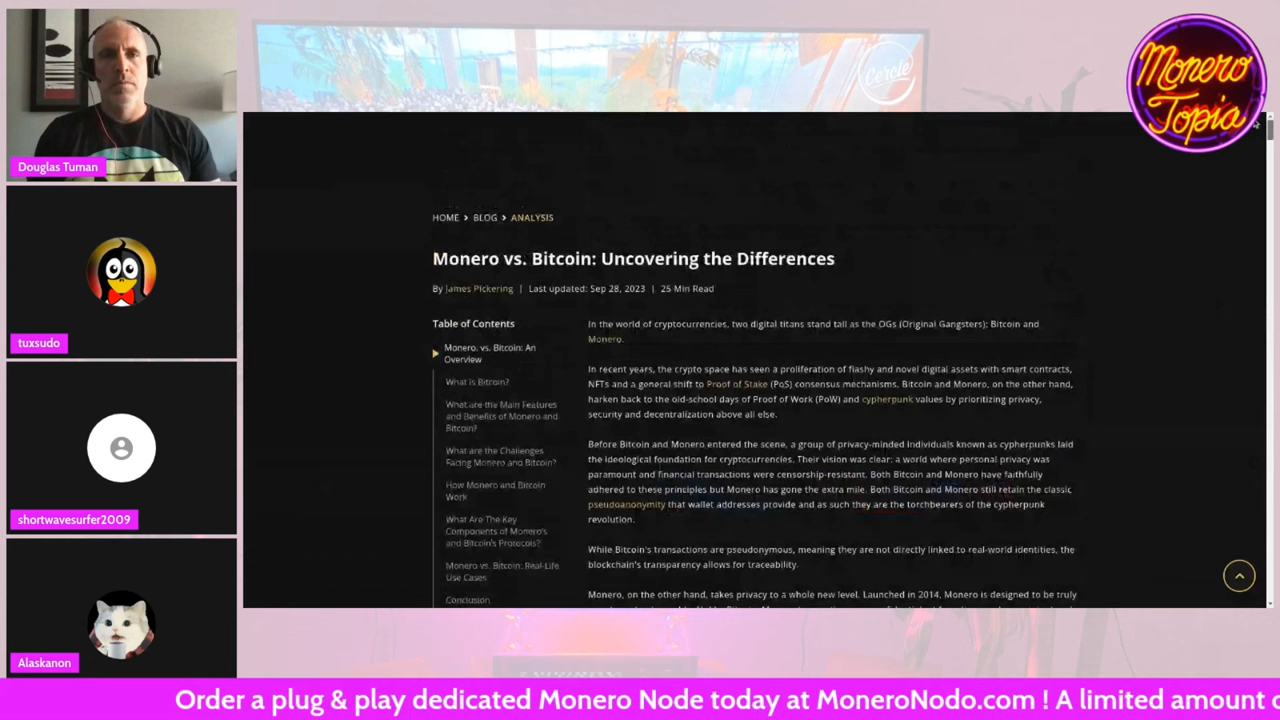 Cercle
Monero
Topia
Douglas Tuman
tuxsudo
shortwavesurfer2009
Alaskanon
HOME > BLOG > ANALYSIS
Monero vs. Bitcoin: Uncovering the Differences
By James Pickering | Last updated: Sep 28, 2023 | 25 Min Read
Table of Contents
Monero. vs. Bitcoin: An
Overview
What is Bitcoin?
What are the Main Features
and Benefits of Monero and
Bitcoin?
What are the Challenges
Facing Monero and Bitcoin?
How Monero and Bitcoin
Work
What Are The Key
Components of Monero's
and Bitcoin's Protocols?
Monero vs. Bitcoin: Real-Life
Use Cases
Conclusion
In the world of cryptocurrencies, two digital titans stand tall as the OGs (Original Gangsters): Bitcoin and
Monero.
In recent years, the crypto space has seen a proliferation of flashy and novel digital assets with smart contracts,
NFTs and a general shift to Proof of Stake (PoS) consensus mechanisms. Bitcoin and Monero, on the other hand,
harken back to the old-school days of Proof of Work (PoW) and cypherpunk values by prioritizing privacy,
security and decentralization above all else.
Before Bitcoin and Monero entered the scene, a group of privacy-minded individuals known as cypherpunks laid
the ideological foundation for cryptocurrencies. Their vision was clear: a world where personal privacy was
paramount and financial transactions were censorship-resistant. Both Bitcoin and Monero have faithfully
adhered to these principles but Monero has gone the extra mile. Both Bitcoin and Monero still retain the classic
pseudoanonymity that wallet addresses provide and as such they are the torchbearers of the cypherpunk
revolution.
While Bitcoin's transactions are pseudonymous, meaning they are not directly linked to real-world identities, the
blockchain's transparency allows for traceability.
Monero, on the other hand, takes privacy to a whole new level. Launched in 2014, Monero is designed to be truly
Order a plug & play dedicated Monero Node today at MoneroNodo.com ! A limited amount